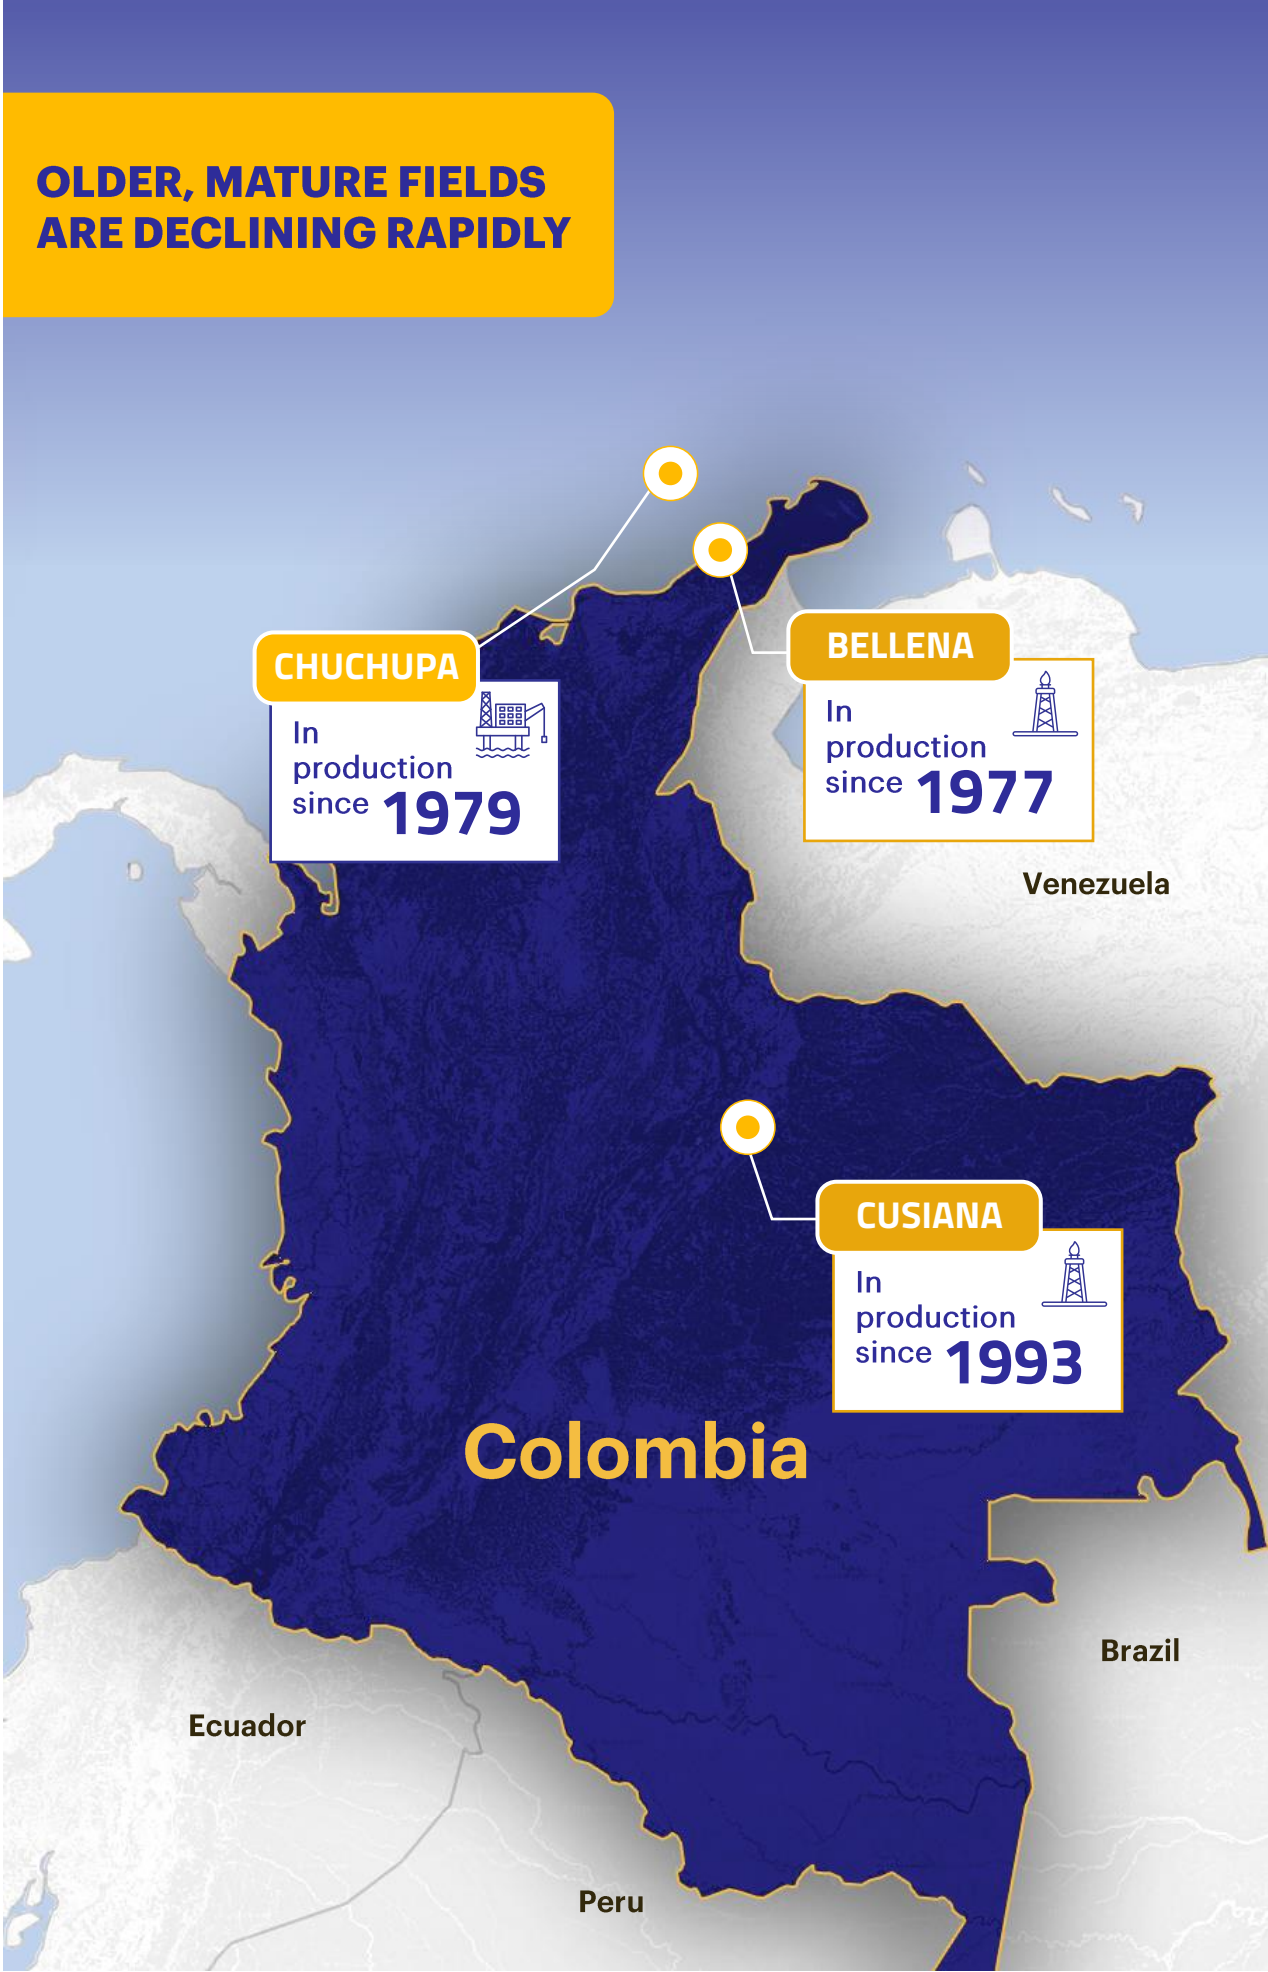 OLDER, MATURE FIELDS
ARE DECLINING RAPIDLY
CHUCHUPA
In
production
since 1979
BELLENA
In
production
since 1977
Venezuela
CUSIANA
In
production
since 1993
Colombia
Brazil
Ecuador
Peru